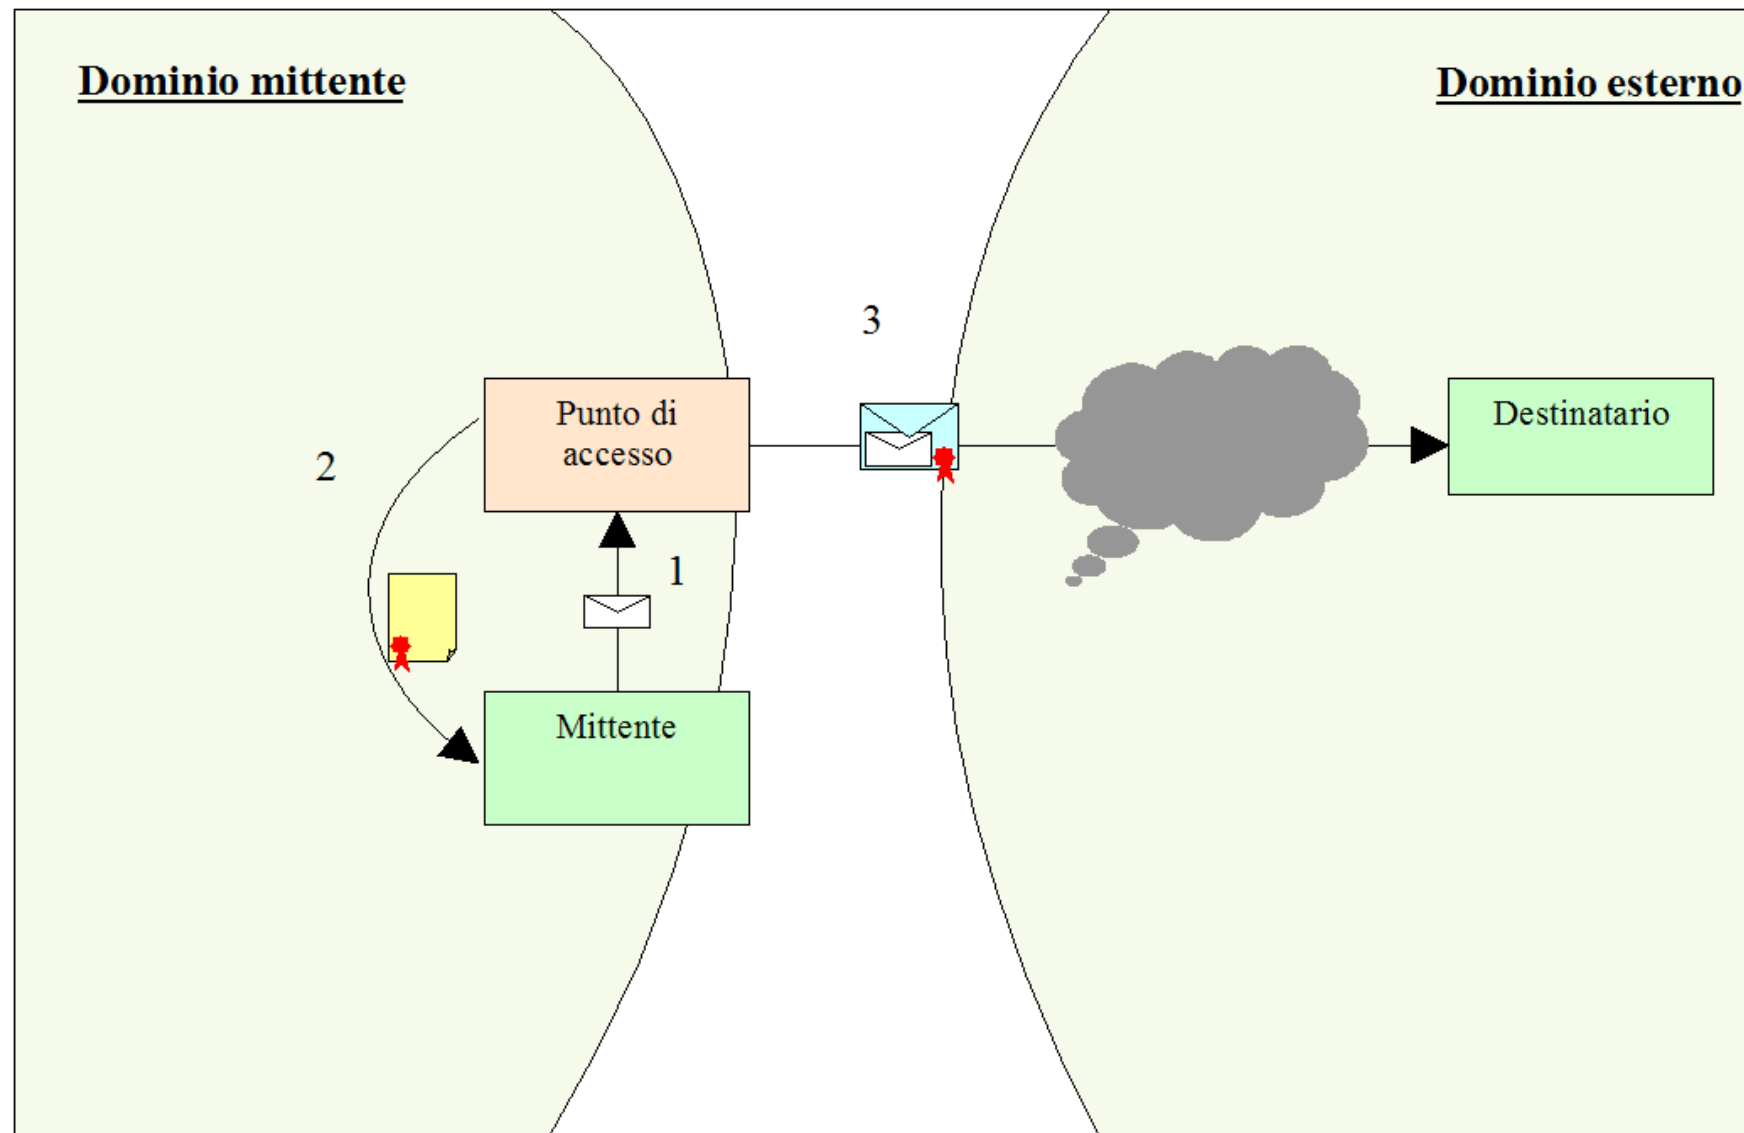 Dominio mittente
Dominio esterno
3
Punto di
accesso
Destinatario
2
1
Mittente